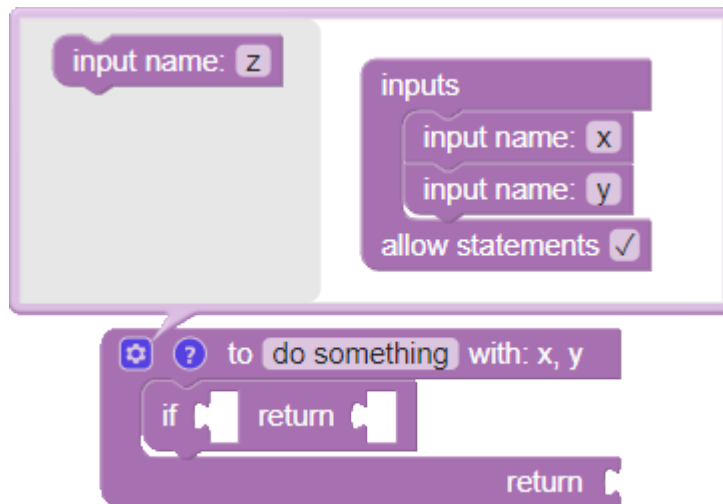 input name: z
inputs
input name: x
input name: y
allow statements ✓
? to do something with: x, y
if return
return